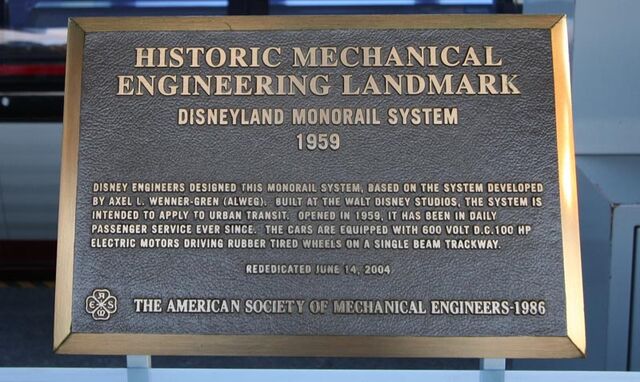 HISTORIC MECHANICAL
ENGINEERING LANDMARK
DISNEYLAND MONORAIL SYSTEM
1959
DISNEY ENGINEERS DESIGNED THIS MONORAIL SYSTEM, BASED ON THE SYSTEM DEVELOPED
BY AXEL L. WENNER-GREN (ALWEG). BUILT AT THE WALT DISNEY STUDIOS, THE SYSTEM IS
INTENDED TO APPLY TO URBAN TRANSIT. OPENED IN 1959, IT HAS BEEN IN DAILY
PASSENGER SERVICE EVER SINCE. THE CARS ARE EQUIPPED WITH 600 VOLT D.C.100 HP
ELECTRIC MOTORS DRIVING RUBBER TIRED WHEELS ON A SINGLE BEAM TRACKWAY.
REDEDICATED JUNE 14, 2004
THE AMERICAN SOCIETY OF MECHANICAL ENGINEERS-1986